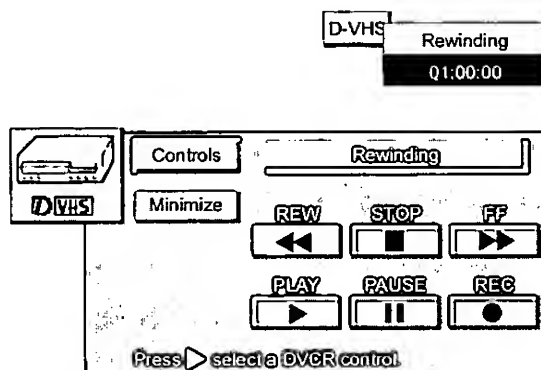 D-VHS
Rewinding
01:00:00
Controls
Rewinding
D VHS
Minimize
REW STOP FF
PLAY PAUSE REC
Press ▷ select a DVCR control.